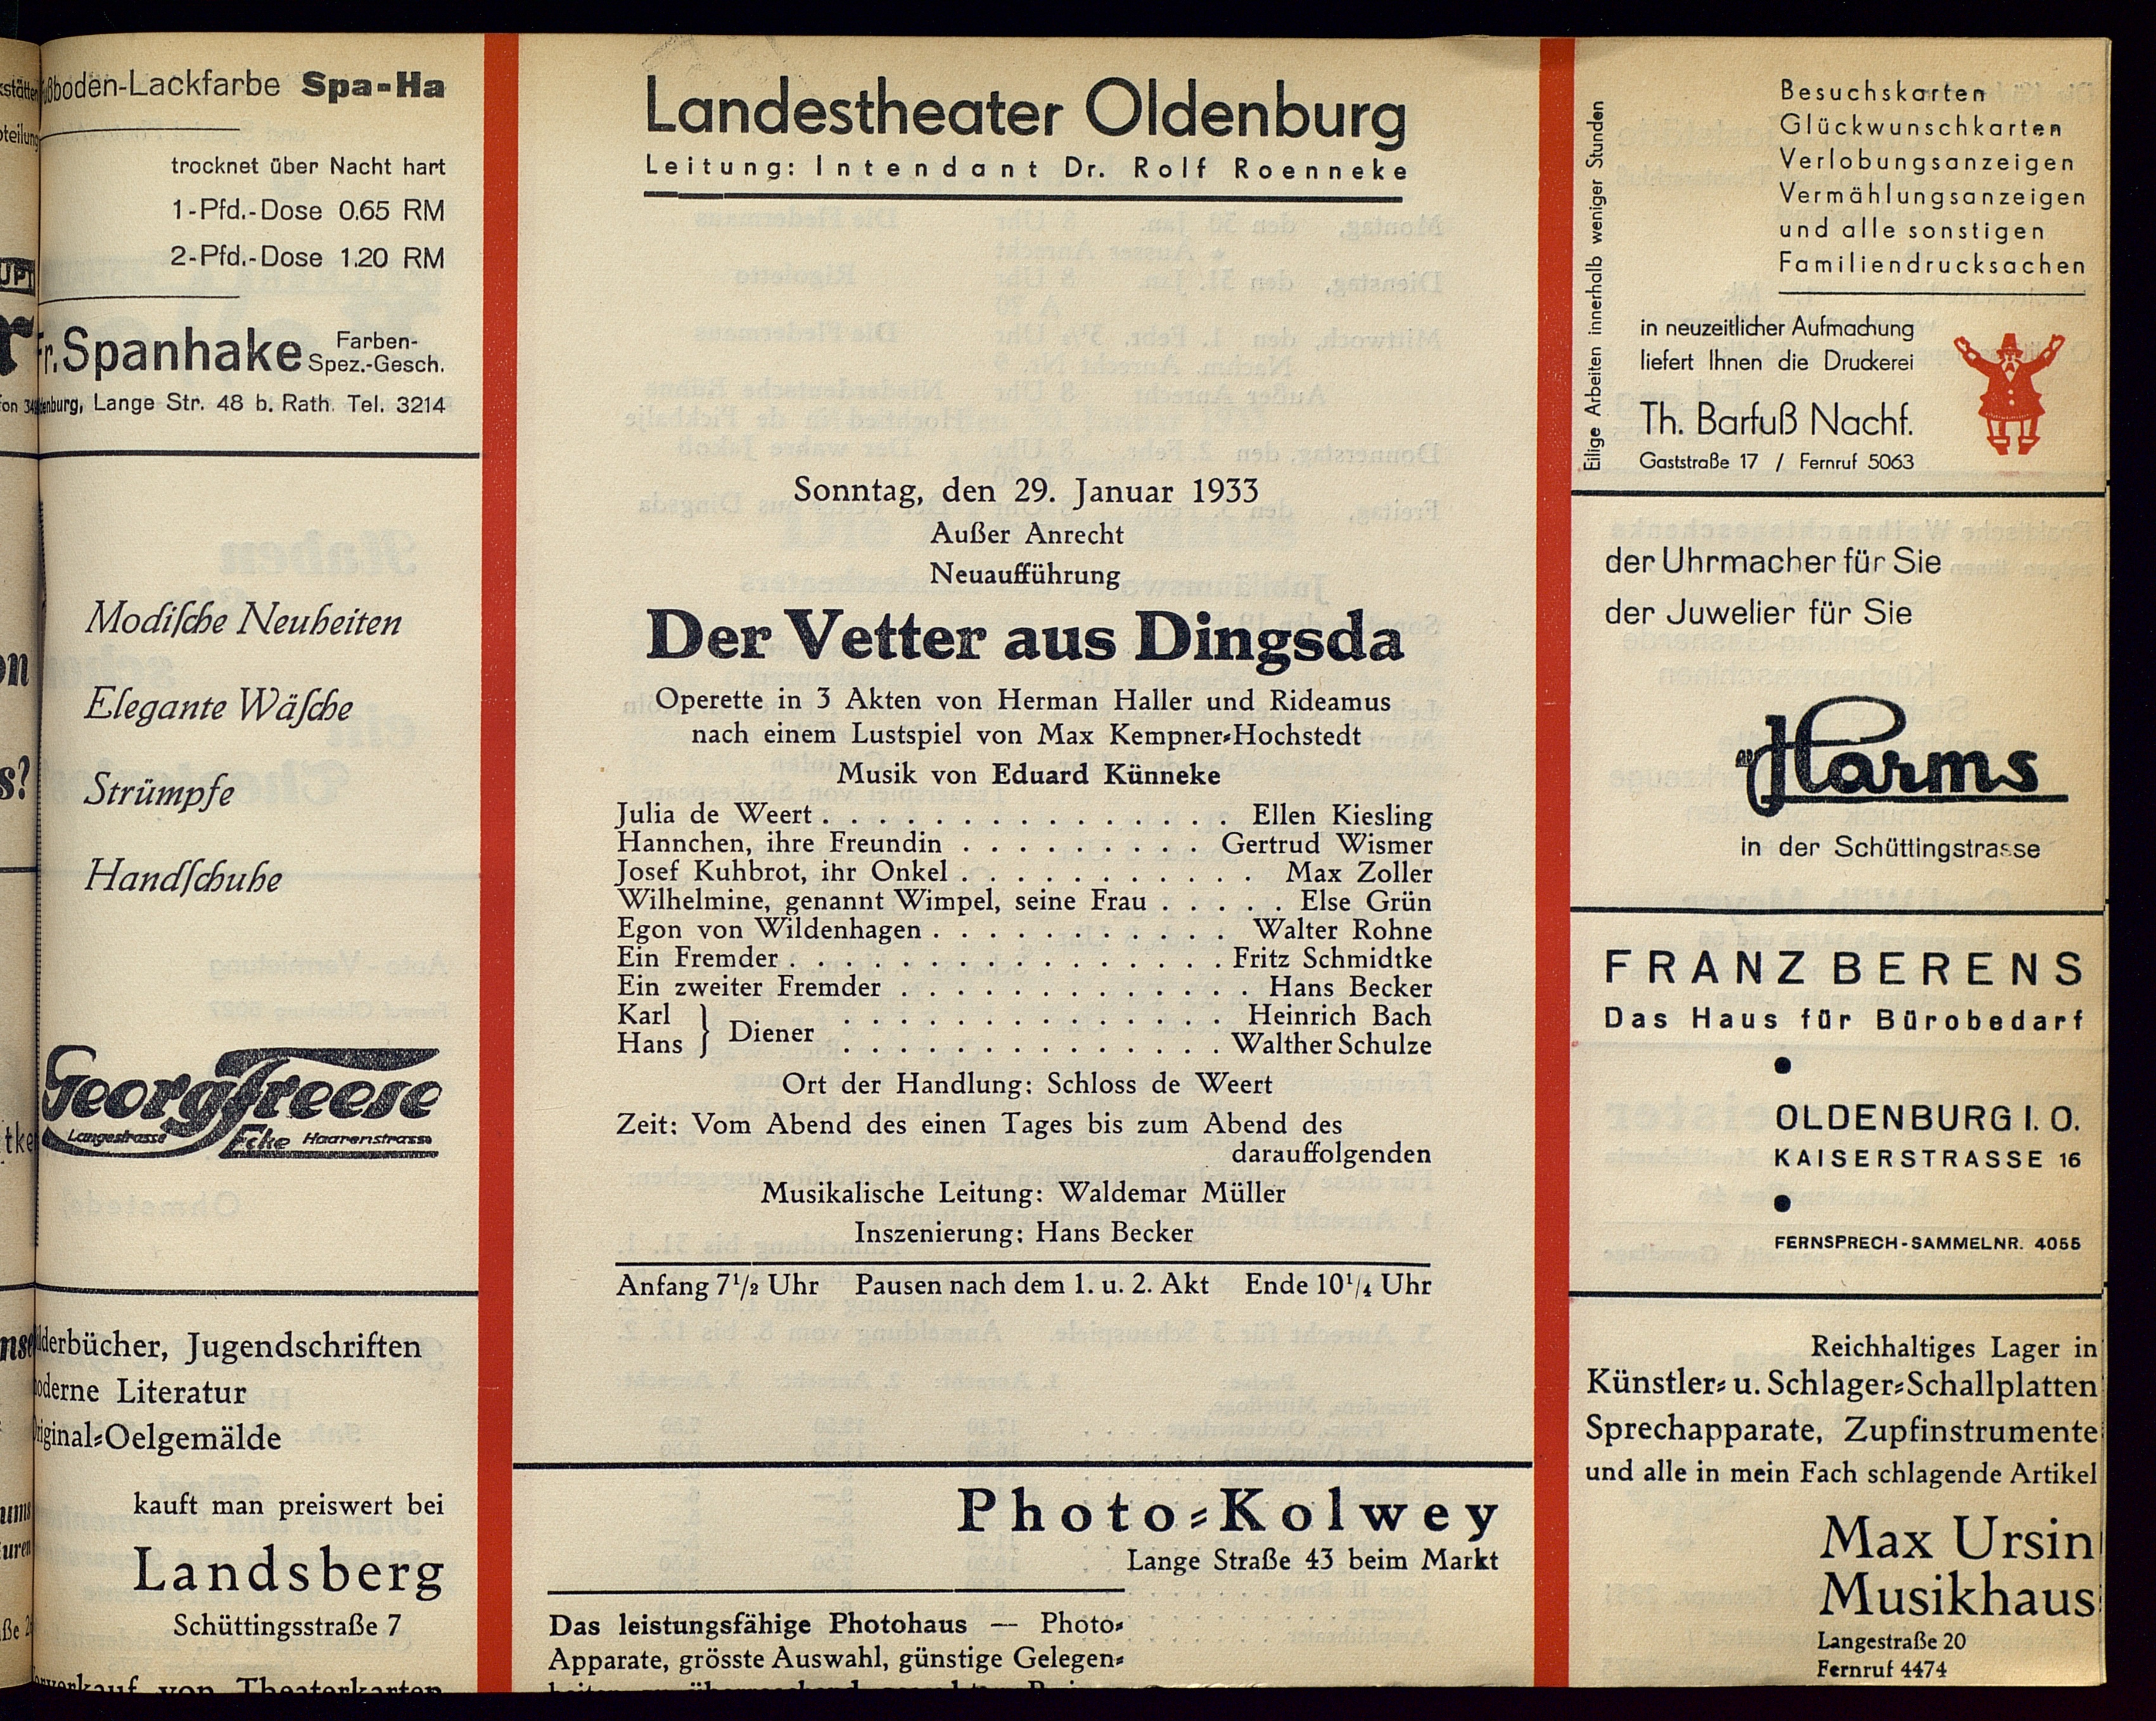 Spa-Ha
trocknet über Nacht hart
1-Pfd.-Dose 0.65 RM
2-Pfd.-Dose 1.20 RM
Fr. Spanhake Farben-
Spez.-Gesch.
Lange Str. 48 b. Rath. Tel. 3214
Modische Neuheiten
Elegante Wäsche
Strümpfe
Handschuhe
Georg Freese
Langestrasse Ecke Haarenstrasse
Jugendschriften
Literatur
kauft man preiswert bei
Landsberg
Schüttingsstraße 7
von Theaterkarten
Landestheater Oldenburg
Leitung: Intendant Dr. Rolf Roenneke
Sonntag, den 29. Januar 1933
Außer Anrecht
Neuaufführung
Der Vetter aus Dingsda
Operette in 3 Akten von Herman Haller und Rideamus
nach einem Lustspiel von Max Kempner-Hochstedt
Musik von Eduard Künneke
Julia de Weert . . . . . . . . . . . . . . . Ellen Kiesling
Hannchen, ihre Freundin . . . . . . . . . Gertrud Wismer
Josef Kuhbrot, ihr Onkel . . . . . . . . . . . Max Zoller
Wilhelmine, genannt Wimpel, seine Frau . . . . . Else Grün
Egon von Wildenhagen . . . . . . . . . . . Walter Rohne
Ein Fremder . . . . . . . . . . . . . . . . Fritz Schmidtke
Ein zweiter Fremder . . . . . . . . . . . . . Hans Becker
Karl } Diener . . . . . . . . . . . . . . Heinrich Bach
Hans } . . . . . . . . . . . . . . Walther Schulze
Ort der Handlung: Schloss de Weert
Zeit: Vom Abend des einen Tages bis zum Abend des
darauffolgenden
Musikalische Leitung: Waldemar Müller
Inszenierung: Hans Becker
Anfang 7 1/2 Uhr Pausen nach dem 1. u. 2. Akt Ende 10 1/4 Uhr
Photo-Kolwey
Lange Straße 43 beim Markt
Das leistungsfähige Photohaus — Photo-
Apparate, grösste Auswahl, günstige Gelegen-
Eilige Arbeiten innerhalb weniger Stunden
Besuchskarten
Glückwunschkarten
Verlobungsanzeigen
Vermählungsanzeigen
und alle sonstigen
Familiendrucksachen
in neuzeitlicher Aufmachung
liefert Ihnen die Druckerei
Th. Barfuß Nachf.
Gaststraße 17 / Fernruf 5063
der Uhrmacher für Sie
der Juwelier für Sie
Harms
in der Schüttingstrasse
FRANZ BERENS
Das Haus für Bürobedarf
OLDENBURG I. O.
KAISERSTRASSE 16
FERNSPRECH-SAMMELNR. 4055
Reichhaltiges Lager in
Künstler- u. Schlager-Schallplatten
Sprechapparate, Zupfinstrumente
und alle in mein Fach schlagende Artikel
Max Ursin
Musikhaus
Langestraße 20
Fernruf 4474